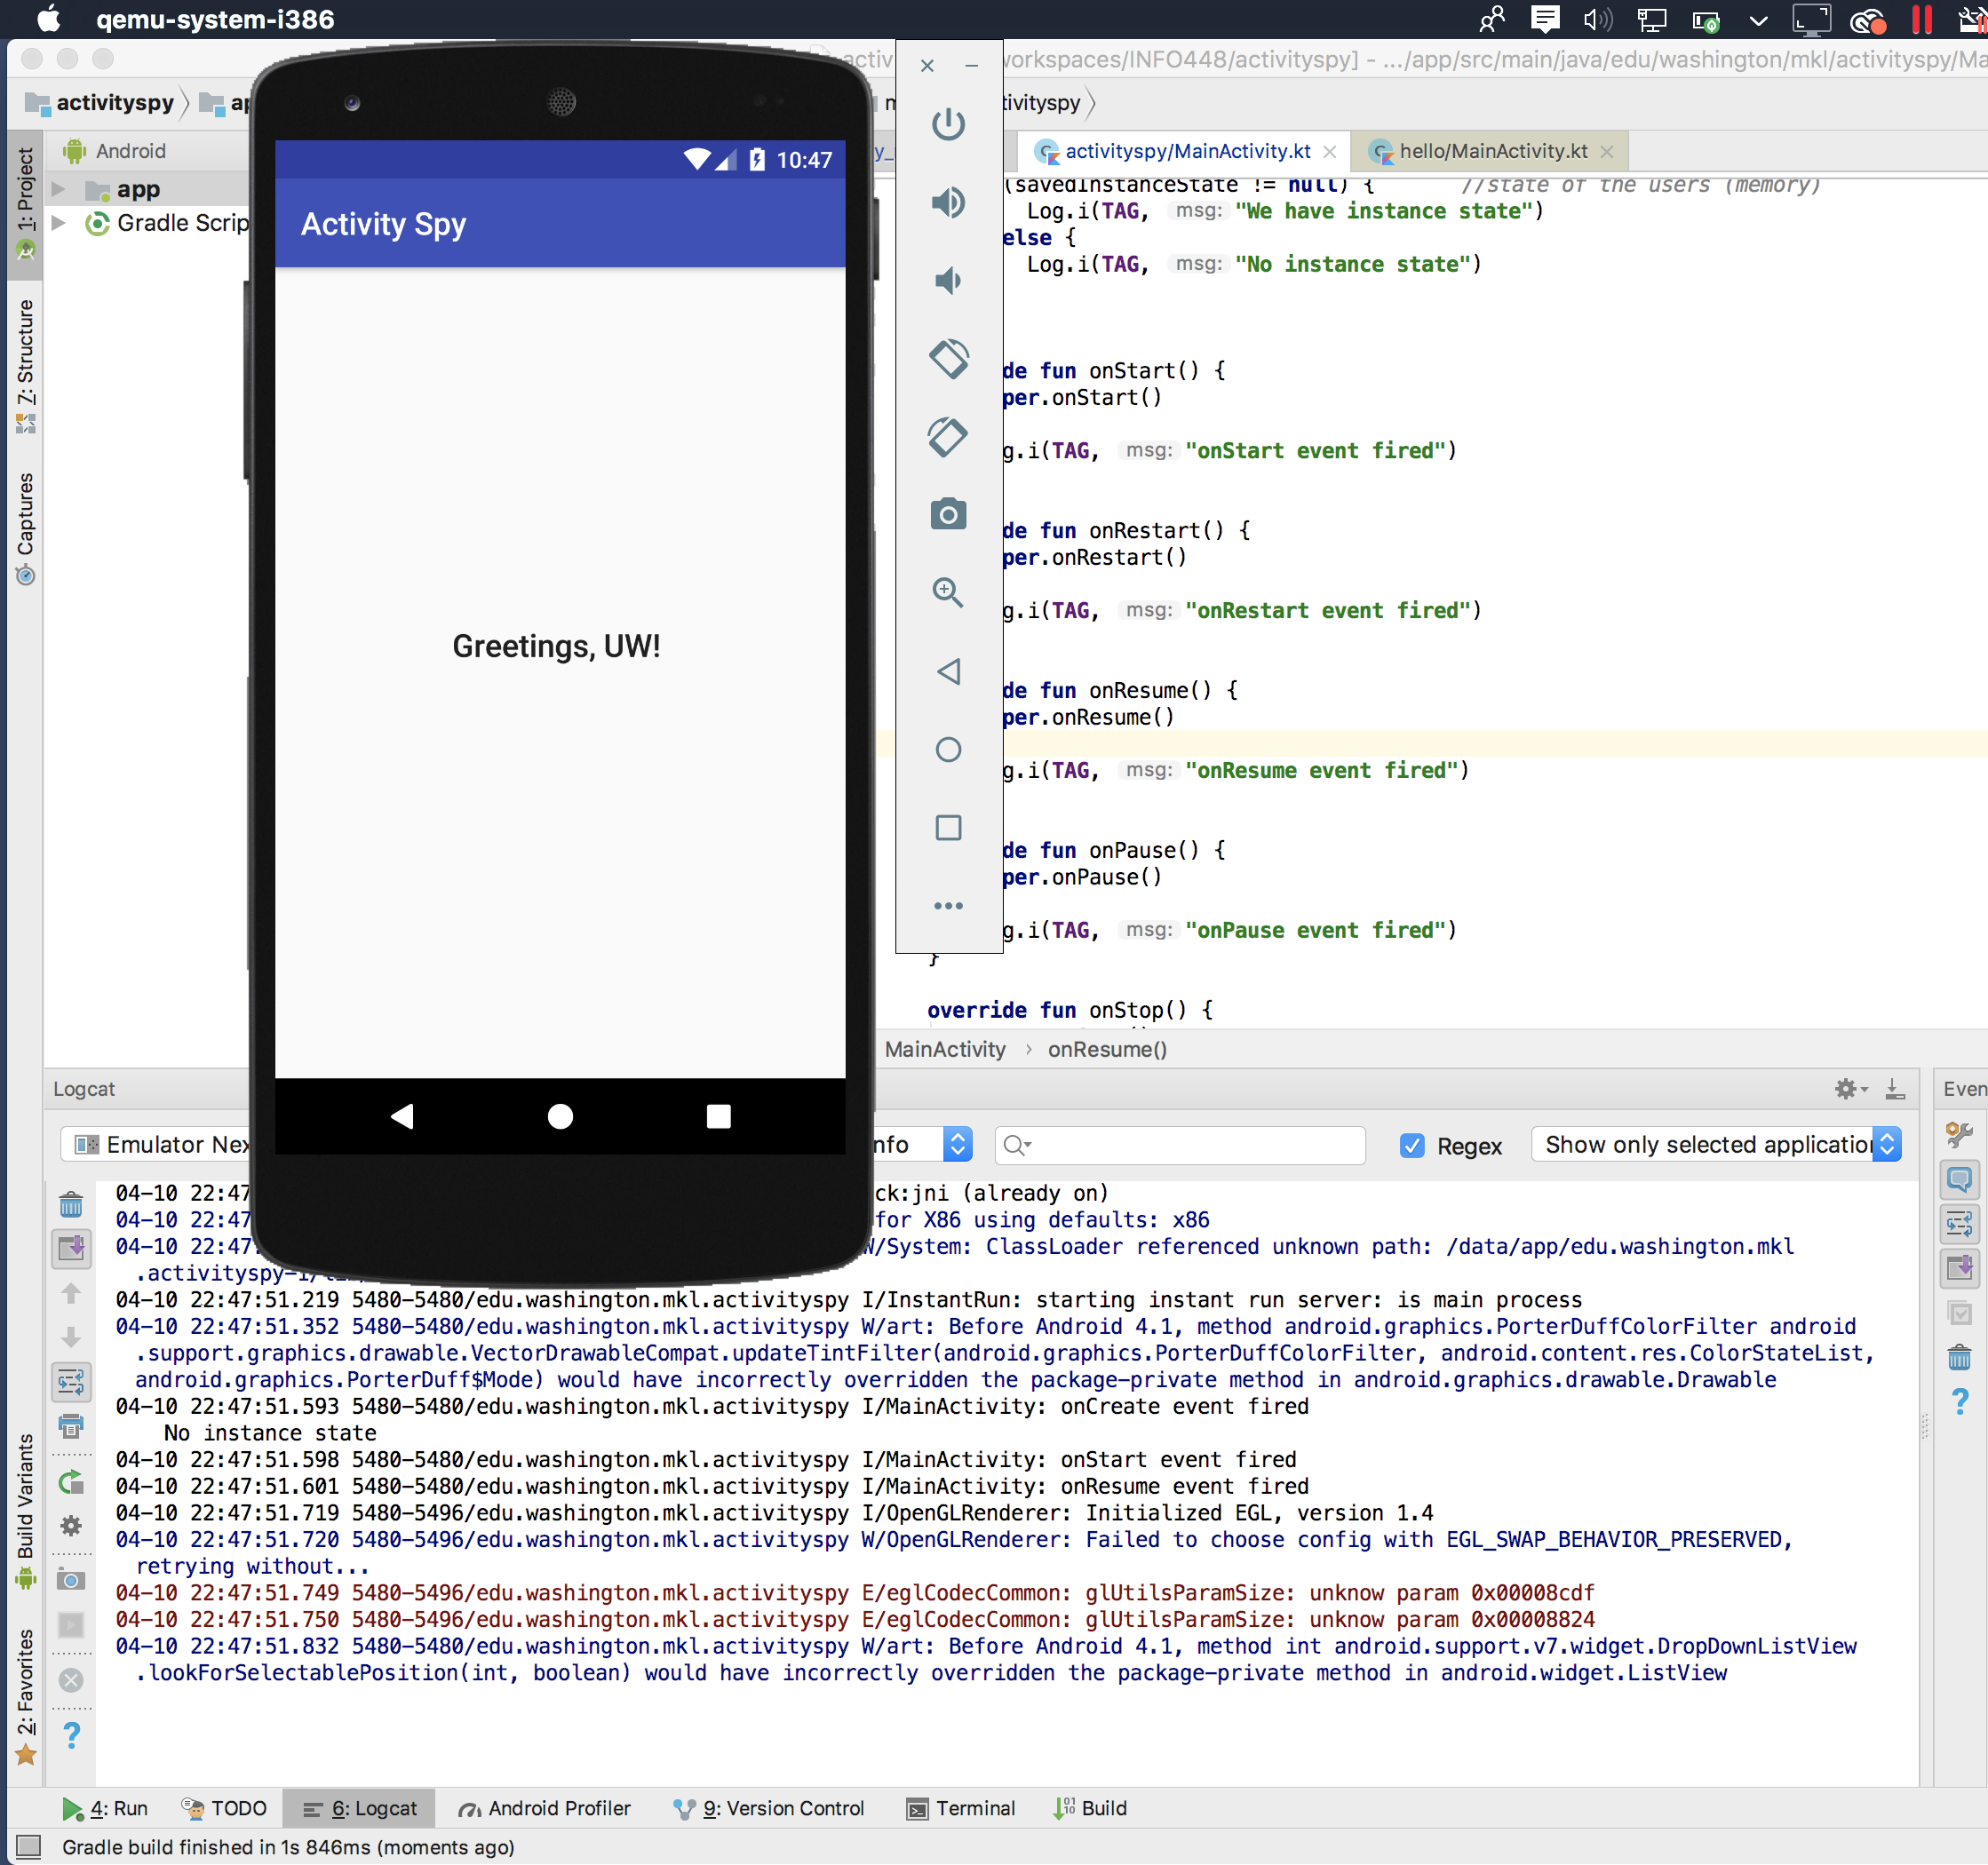 qemu-system-i386
workspaces/INFO448/activityspy] - .../app/src/main/java/edu/washington/mkl/activityspy/Ma
activityspy
tivityspy
Android
activityspy/MainActivity.kt
hello/MainActivity.kt
app
Gradle Scrip
1: Project
7: Structure
Captures
Build Variants
2: Favorites
10:47
Activity Spy
Greetings, UW!
(savedInstanceState != null) { //state of the users (memory)
Log.i(TAG, msg: "We have instance state")
else {
Log.i(TAG, msg: "No instance state")
de fun onStart() {
per.onStart()
g.i(TAG, msg: "onStart event fired")
de fun onRestart() {
per.onRestart()
g.i(TAG, msg: "onRestart event fired")
de fun onResume() {
per.onResume()
g.i(TAG, msg: "onResume event fired")
de fun onPause() {
per.onPause()
g.i(TAG, msg: "onPause event fired")
}
override fun onStop() {
MainActivity › onResume()
Logcat
Even
Emulator Nex
nfo
Regex
Show only selected application
04-10 22:47 ck:jni (already on)
04-10 22:47 for X86 using defaults: x86
04-10 22:47: W/System: ClassLoader referenced unknown path: /data/app/edu.washington.mkl
.activityspy-1/lib/
04-10 22:47:51.219 5480-5480/edu.washington.mkl.activityspy I/InstantRun: starting instant run server: is main process
04-10 22:47:51.352 5480-5480/edu.washington.mkl.activityspy W/art: Before Android 4.1, method android.graphics.PorterDuffColorFilter android
.support.graphics.drawable.VectorDrawableCompat.updateTintFilter(android.graphics.PorterDuffColorFilter, android.content.res.ColorStateList,
android.graphics.PorterDuff$Mode) would have incorrectly overridden the package-private method in android.graphics.drawable.Drawable
04-10 22:47:51.593 5480-5480/edu.washington.mkl.activityspy I/MainActivity: onCreate event fired
No instance state
04-10 22:47:51.598 5480-5480/edu.washington.mkl.activityspy I/MainActivity: onStart event fired
04-10 22:47:51.601 5480-5480/edu.washington.mkl.activityspy I/MainActivity: onResume event fired
04-10 22:47:51.719 5480-5496/edu.washington.mkl.activityspy I/OpenGLRenderer: Initialized EGL, version 1.4
04-10 22:47:51.720 5480-5496/edu.washington.mkl.activityspy W/OpenGLRenderer: Failed to choose config with EGL_SWAP_BEHAVIOR_PRESERVED,
retrying without...
04-10 22:47:51.749 5480-5496/edu.washington.mkl.activityspy E/eglCodecCommon: glUtilsParamSize: unknow param 0x00008cdf
04-10 22:47:51.750 5480-5496/edu.washington.mkl.activityspy E/eglCodecCommon: glUtilsParamSize: unknow param 0x00008824
04-10 22:47:51.832 5480-5480/edu.washington.mkl.activityspy W/art: Before Android 4.1, method int android.support.v7.widget.DropDownListView
.lookForSelectablePosition(int, boolean) would have incorrectly overridden the package-private method in android.widget.ListView
4: Run TODO 6: Logcat Android Profiler 9: Version Control Terminal Build
Gradle build finished in 1s 846ms (moments ago)